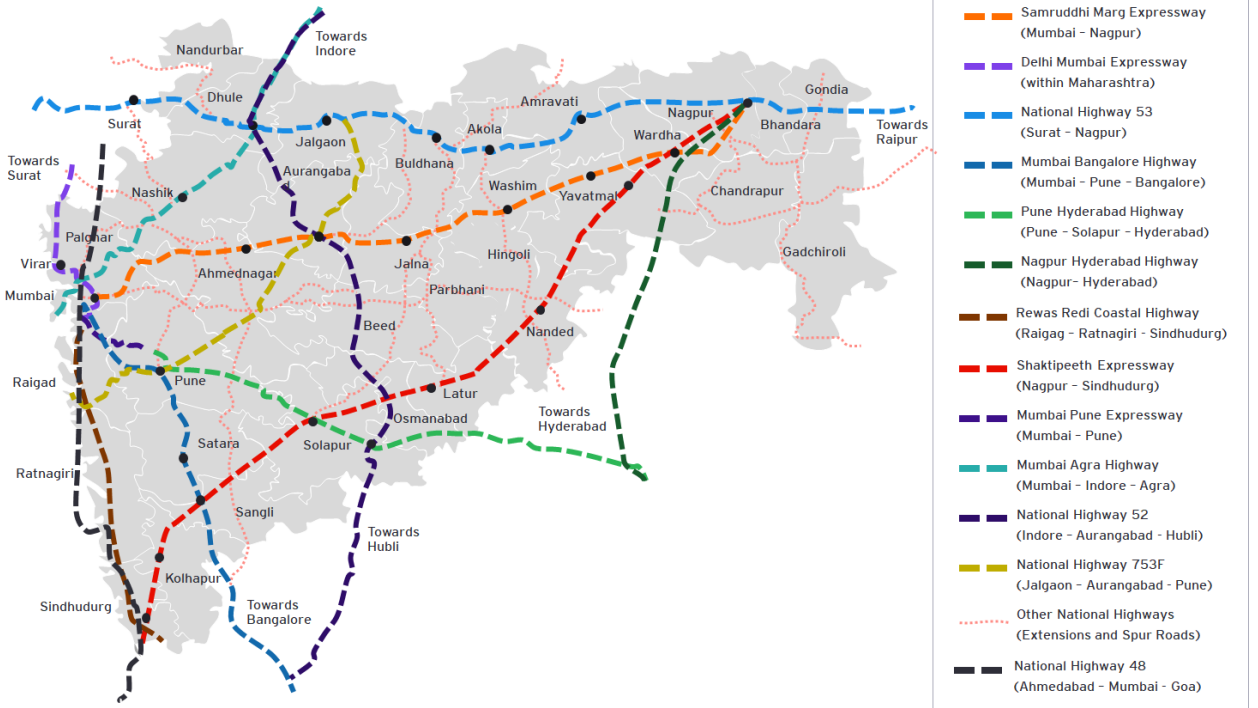 Towards
Indore
Nandurbar
Dhule
Surat
Jalgaon
Buldhana
Akola
Amravati
Nagpur
Wardha
Gondia
Bhandara
Towards
Raipur
Towards
Surat
Nashik
Aurangaba
d
Washim
Yavatmal
Chandrapur
Gadchiroli
Palghar
Virar
Mumbai
Ahmednagar
Jalna
Hingoli
Parbhani
Beed
Nanded
Raigad
Pune
Latur
Osmanabad
Solapur
Towards
Hyderabad
Satara
Ratnagiri
Sangli
Towards
Hubli
Kolhapur
Sindhudurg
Towards
Bangalore
Samruddhi Marg Expressway
(Mumbai – Nagpur)
Delhi Mumbai Expressway
(within Maharashtra)
National Highway 53
(Surat – Nagpur)
Mumbai Bangalore Highway
(Mumbai – Pune – Bangalore)
Pune Hyderabad Highway
(Pune – Solapur – Hyderabad)
Nagpur Hyderabad Highway
(Nagpur– Hyderabad)
Rewas Redi Coastal Highway
(Raigag – Ratnagiri – Sindhudurg)
Shaktipeeth Expressway
(Nagpur – Sindhudurg)
Mumbai Pune Expressway
(Mumbai – Pune)
Mumbai Agra Highway
(Mumbai – Indore – Agra)
National Highway 52
(Indore – Aurangabad – Hubli)
National Highway 753F
(Jalgaon – Aurangabad – Pune)
Other National Highways
(Extensions and Spur Roads)
National Highway 48
(Ahmedabad – Mumbai – Goa)